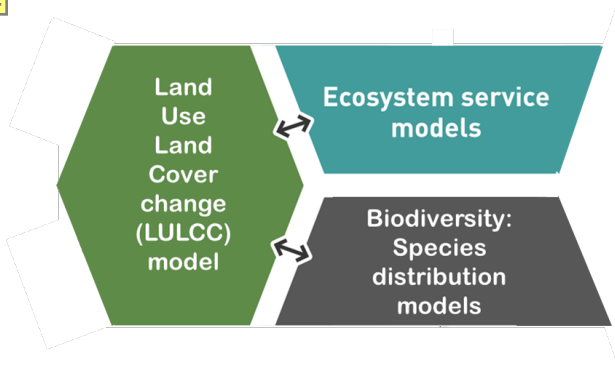 Land
Use
Land
Cover
change
(LULCC)
model
Ecosystem service
models
Biodiversity:
Species
distribution
models